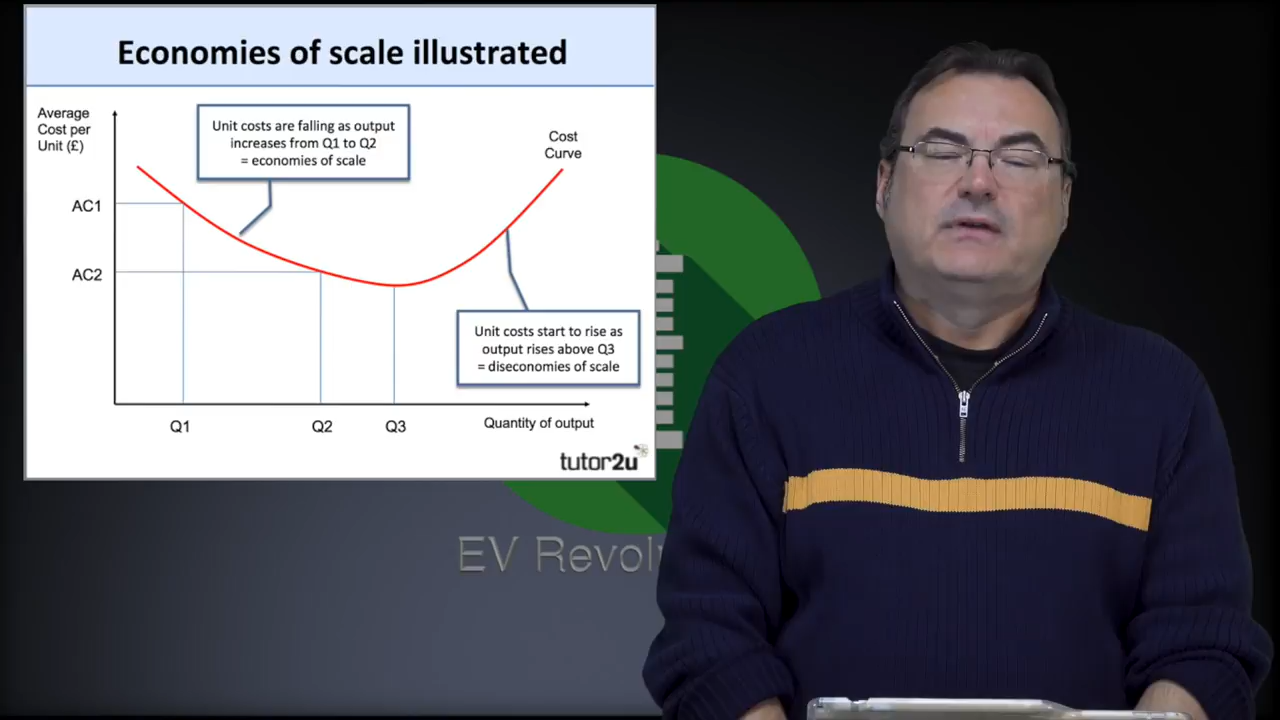 Economies of scale illustrated
Average
Cost per
Unit (£)
Unit costs are falling as output
increases from Q1 to Q2
= economies of scale
Cost
Curve
AC1
AC2
Unit costs start to rise as
output rises above Q3
= diseconomies of scale
Q1
Q2
Q3
Quantity of output
tutor2u
EV Revol